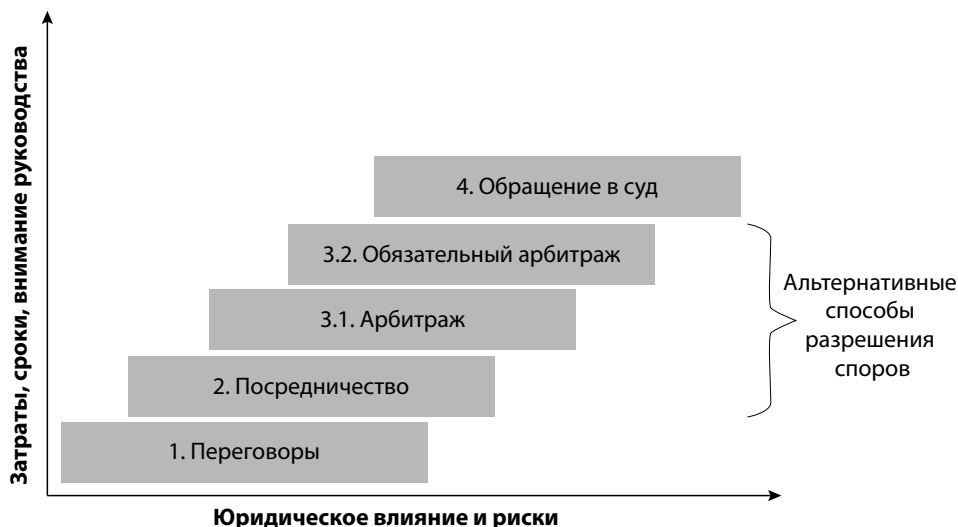 Затраты, сроки, внимание руководства
4. Обращение в суд
3.2. Обязательный арбитраж
3.1. Арбитраж
2. Посредничество
1. Переговоры
Альтернативные
способы
разрешения
споров
Юридическое влияние и риски